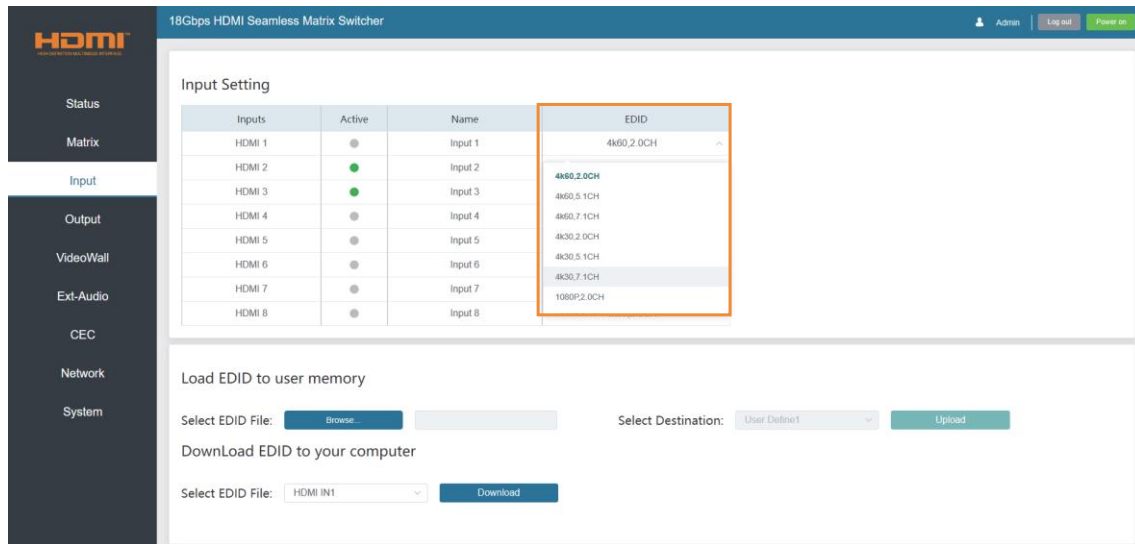 18Gbps HDMI Seamless Matrix Switcher
Admin Log out Power on
HDMI
HIGH-DEFINITION MULTIMEDIA INTERFACE
Status
Matrix
Input
Output
VideoWall
Ext-Audio
CEC
Network
System
Input Setting
Inputs Active Name EDID
HDMI 1 Input 1 4k60,2.0CH
HDMI 2 Input 2
HDMI 3 Input 3
HDMI 4 Input 4
HDMI 5 Input 5
HDMI 6 Input 6
HDMI 7 Input 7
HDMI 8 Input 8
4k60,2.0CH
4k60,5.1CH
4k60,7.1CH
4k30,2.0CH
4k30,5.1CH
4k30,7.1CH
1080P,2.0CH
Load EDID to user memory
Select EDID File: Browse... Select Destination: User Define1 Upload
DownLoad EDID to your computer
Select EDID File: HDMI IN1 Download